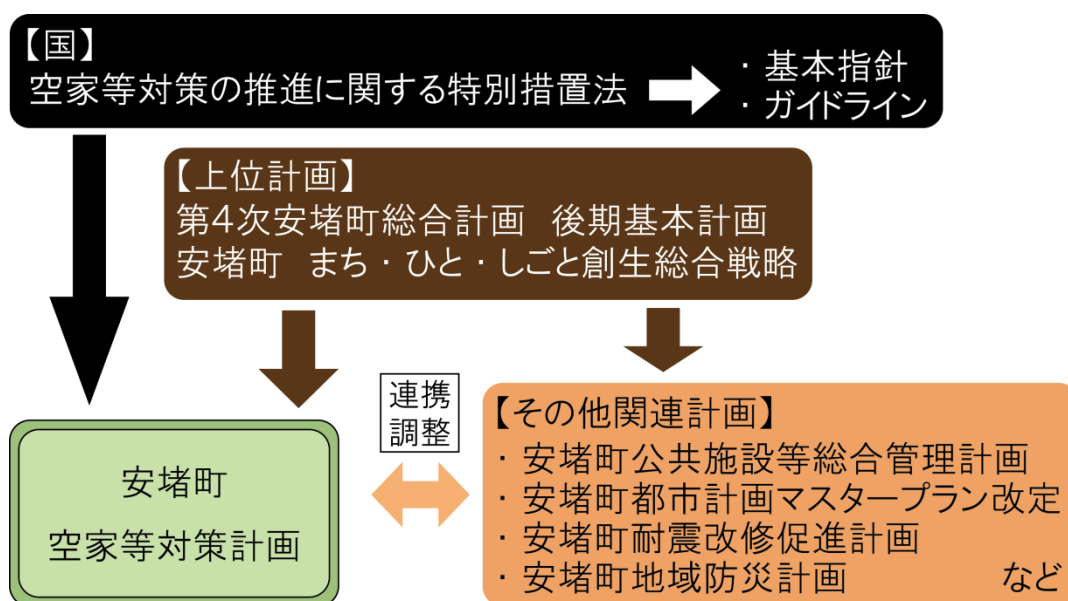 【国】
空家等対策の推進に関する特別措置法
・基本指針
・ガイドライン
【上位計画】
第4次安堵町総合計画　後期基本計画
安堵町　まち・ひと・しごと創生総合戦略
連携
調整
安堵町
空家等対策計画
【その他関連計画】
・安堵町公共施設等総合管理計画
・安堵町都市計画マスタープラン改定
・安堵町耐震改修促進計画
・安堵町地域防災計画　　　　など